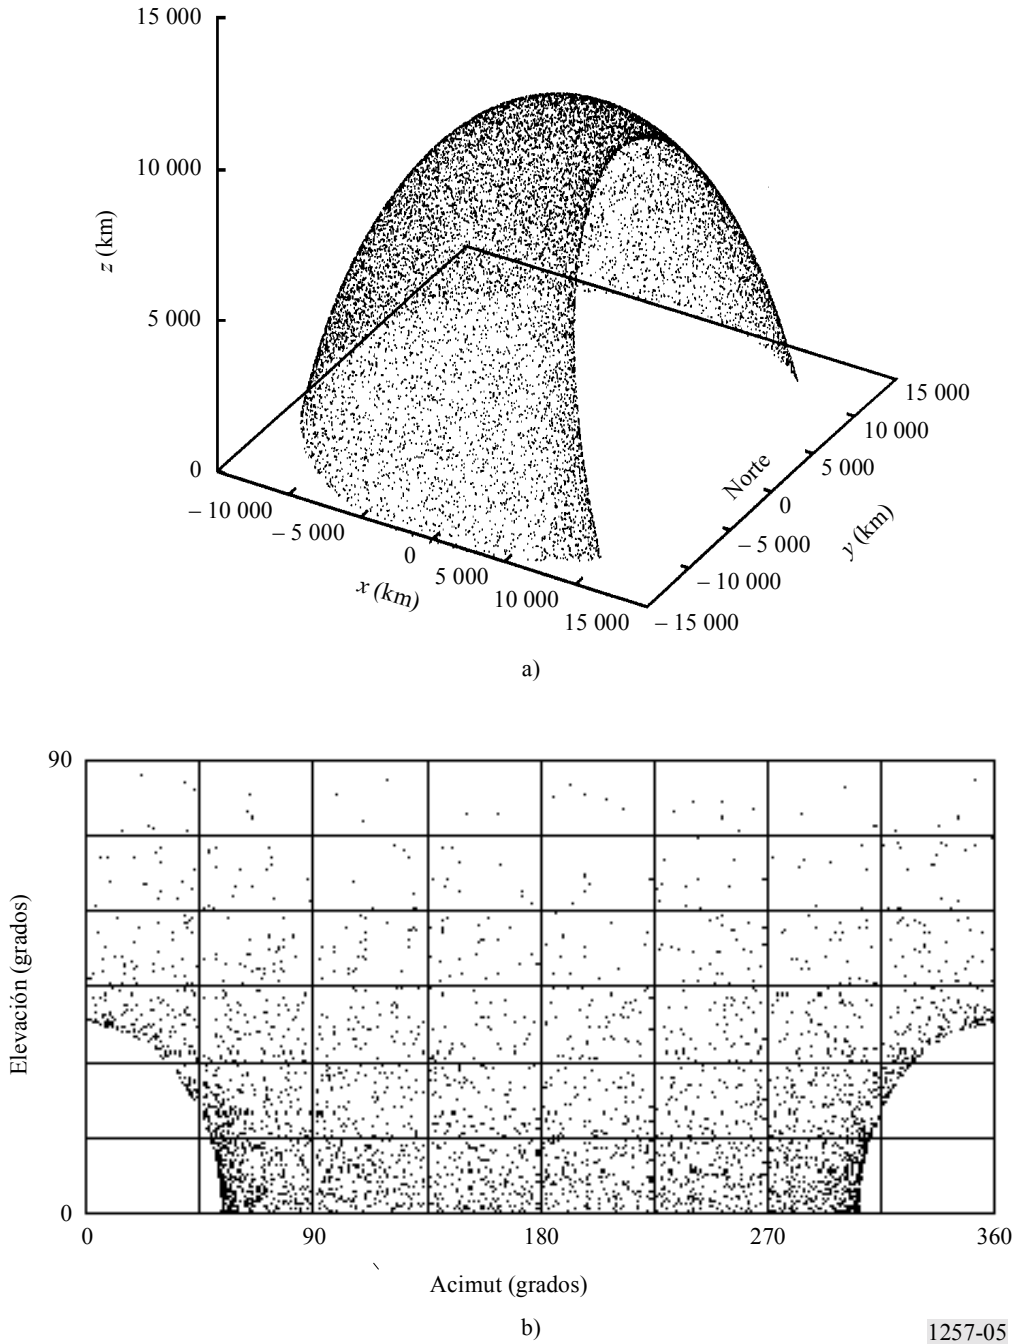 15 000
10 000
z (km)
5 000
0
– 10 000
– 5 000
0
5 000
10 000
15 000
x (km)
– 15 000
– 10 000
– 5 000
0
5 000
10 000
15 000
Norte
y (km)
a)
90
Elevación (grados)
0
0 90 180 270 360
Acimut (grados)
b)
1257-05